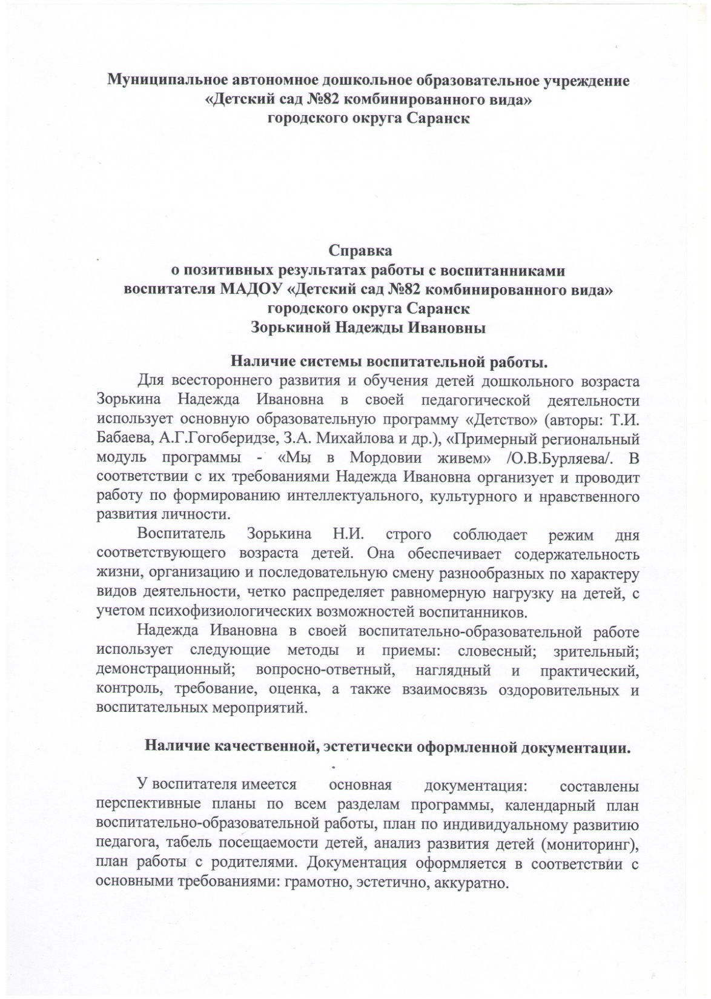 Муниципальное автономное дошкольное образовательное учреждение
«Детский сад №82 комбинированного вида»
городского округа Саранск
Справка
о позитивных результатах работы с воспитанниками
воспитателя МАДОУ «Детский сад №82 комбинированного вида»
городского округа Саранск
Зорькиной Надежды Ивановны
Наличие системы воспитательной работы.
Для всестороннего развития и обучения детей дошкольного возраста
Зорькина Надежда Ивановна в своей педагогической деятельности
использует основную образовательную программу «Детство» (авторы: Т.И.
Бабаева, А.Г.Гогоберидзе, З.А. Михайлова и др.), «Примерный региональный
модуль программы - «Мы в Мордовии живем» /О.В.Бурляева/. В
соответствии с их требованиями Надежда Ивановна организует и проводит
работу по формированию интеллектуального, культурного и нравственного
развития личности.
Воспитатель Зорькина Н.И. строго соблюдает режим дня
соответствующего возраста детей. Она обеспечивает содержательность
жизни, организацию и последовательную смену разнообразных по характеру
видов деятельности, четко распределяет равномерную нагрузку на детей, с
учетом психофизиологических возможностей воспитанников.
Надежда Ивановна в своей воспитательно-образовательной работе
использует следующие методы и приемы: словесный; зрительный;
демонстрационный; вопросно-ответный, наглядный и практический,
контроль, требование, оценка, а также взаимосвязь оздоровительных и
воспитательных мероприятий.
Наличие качественной, эстетически оформленной документации.
У воспитателя имеется основная документация: составлены
перспективные планы по всем разделам программы, календарный план
воспитательно-образовательной работы, план по индивидуальному развитию
педагога, табель посещаемости детей, анализ развития детей (мониторинг),
план работы с родителями. Документация оформляется в соответствии с
основными требованиями: грамотно, эстетично, аккуратно.